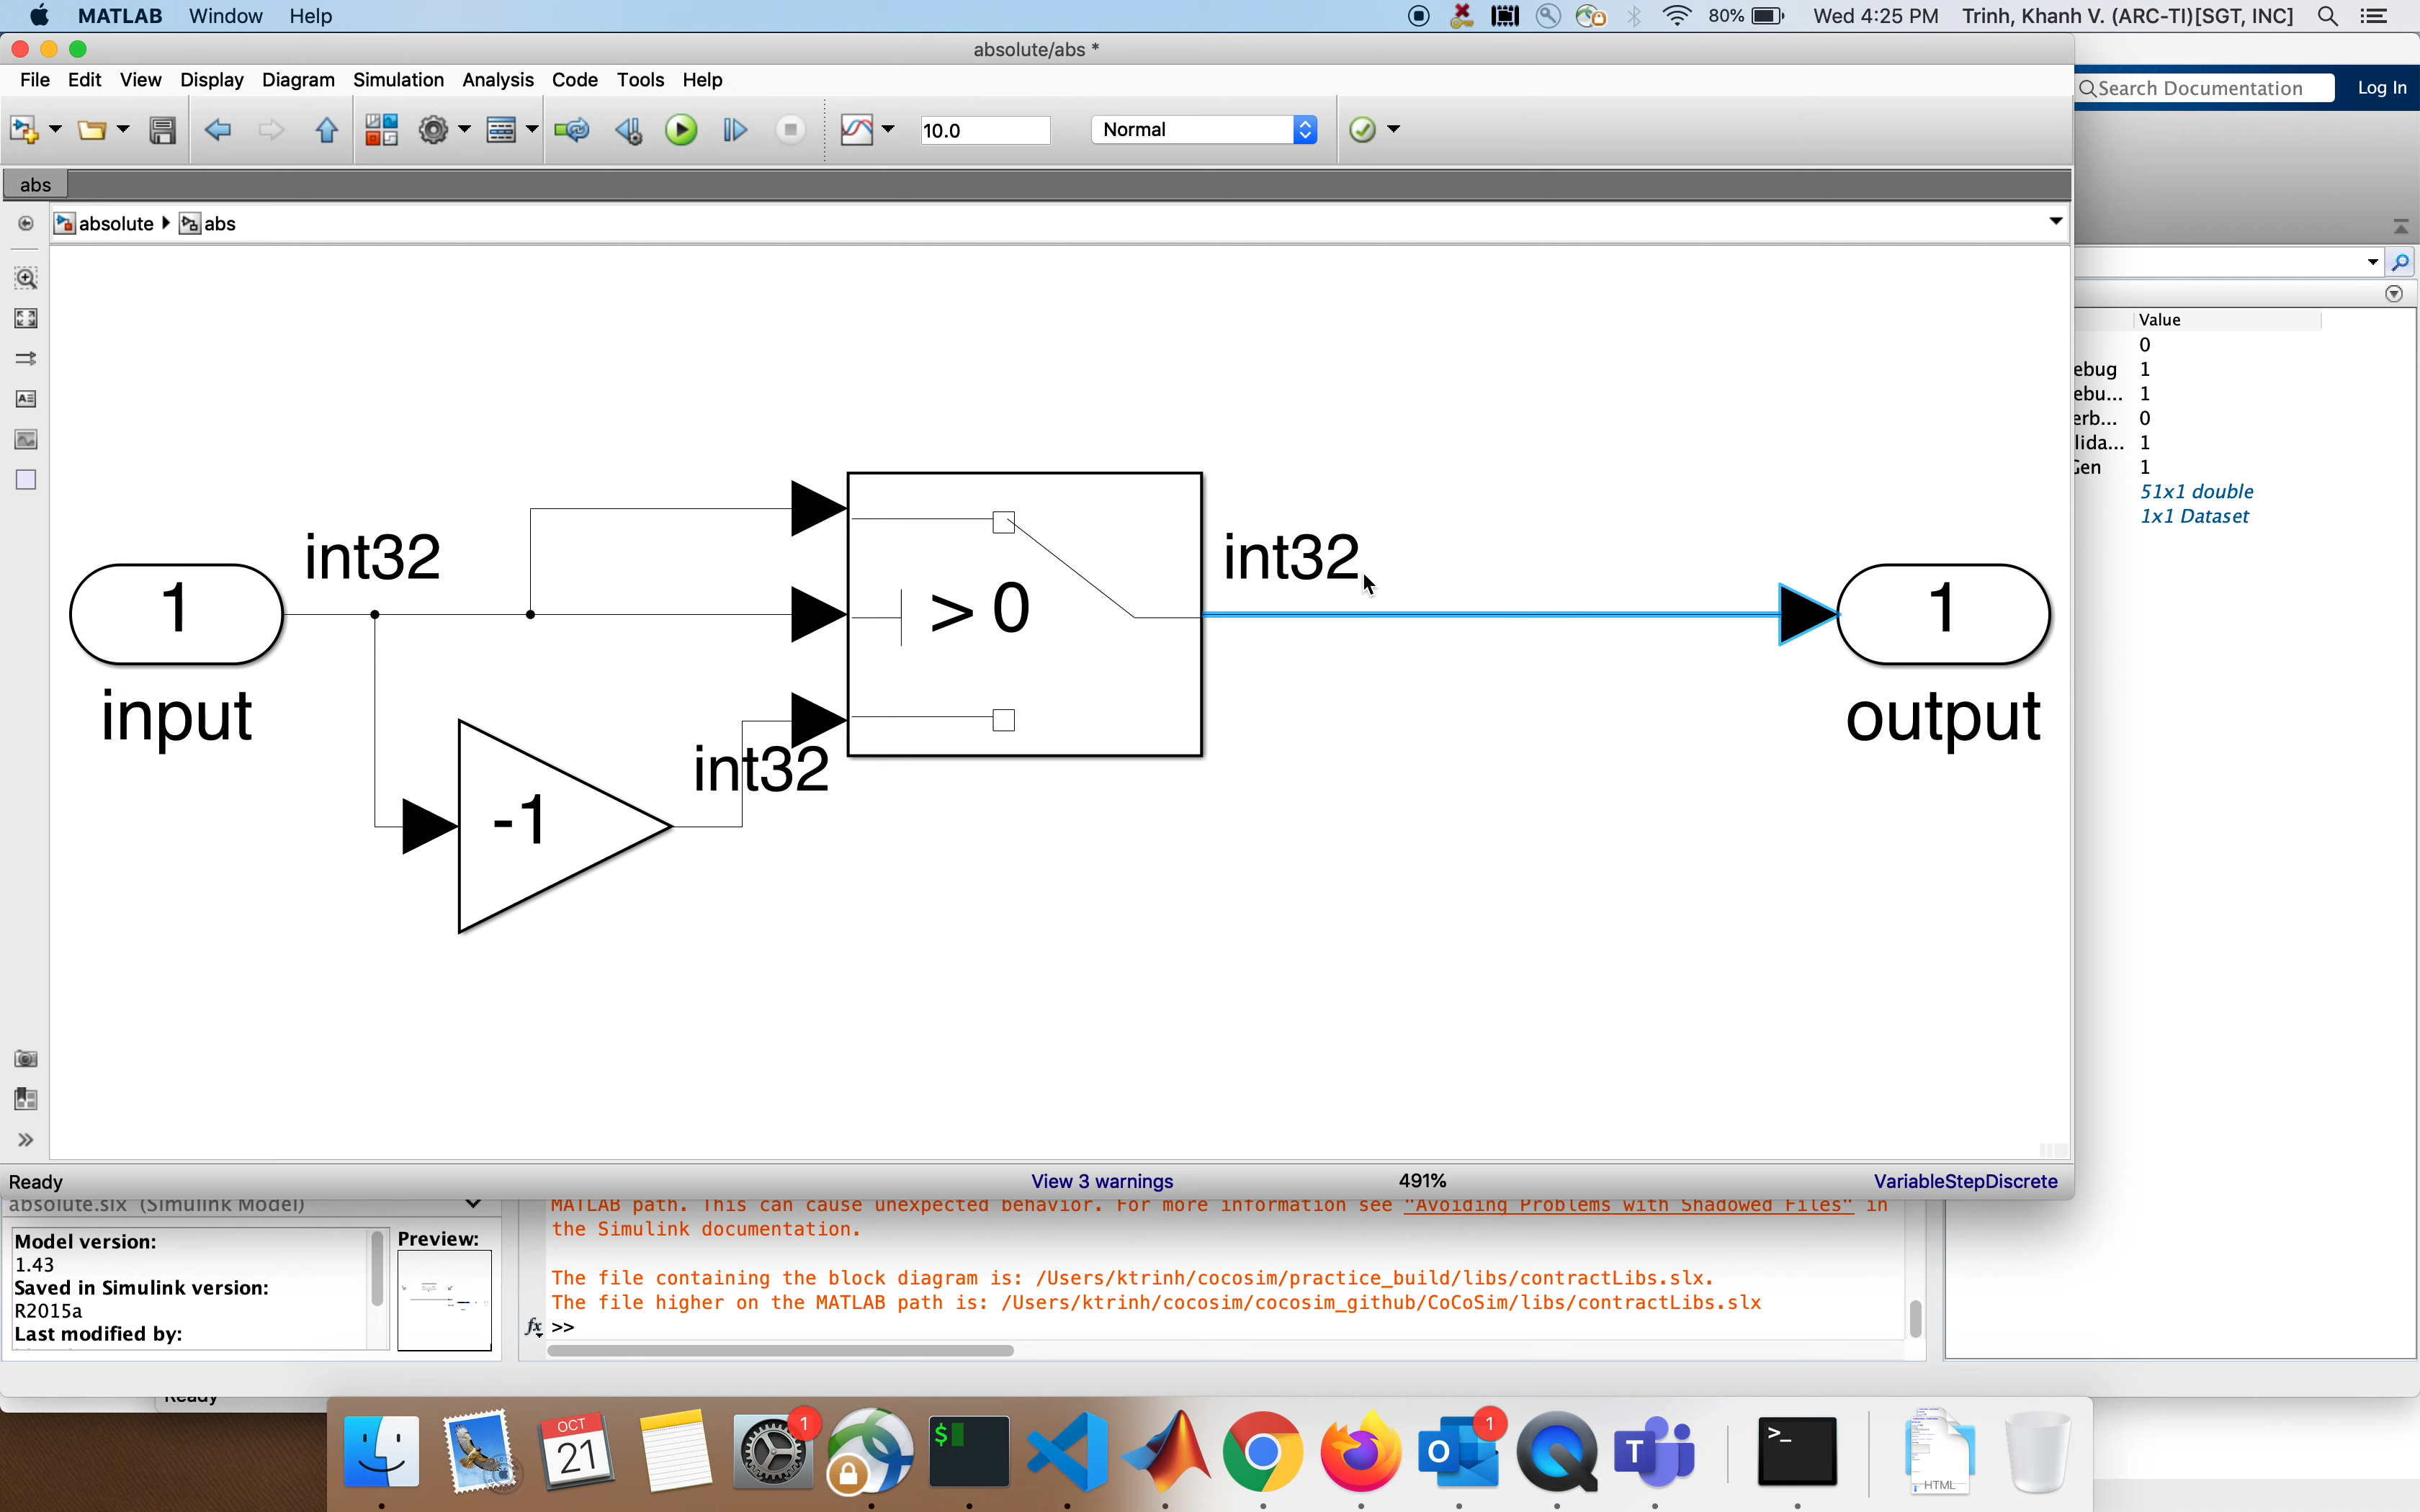 MATLAB Window Help 80% Wed 4:25 PM Trinh, Khanh V. (ARC-TI)[SGT, INC]
absolute/abs *
File Edit View Display Diagram Simulation Analysis Code Tools Help
Search Documentation Log In
10.0 Normal
abs
absolute abs
Value
0
ebug 1
ebu... 1
erb... 0
lida... 1
Gen 1
51x1 double
1x1 Dataset
int32 int32
1 > 0 1
input output
int32
-1
Ready View 3 warnings 491% VariableStepDiscrete
absolute.slx (Simulink Model)
MATLAB path. This can cause unexpected behavior. For more information see "Avoiding Problems with Shadowed Files" in
the Simulink documentation.
Model version: Preview:
1.43
Saved in Simulink version:
The file containing the block diagram is: /Users/ktrinh/cocosim/practice_build/libs/contractLibs.slx.
R2015a
The file higher on the MATLAB path is: /Users/ktrinh/cocosim/cocosim_github/CoCoSim/libs/contractLibs.slx
Last modified by:
fx >>
Ready
OCT
21
1
$
O
1
T
>_
HTML